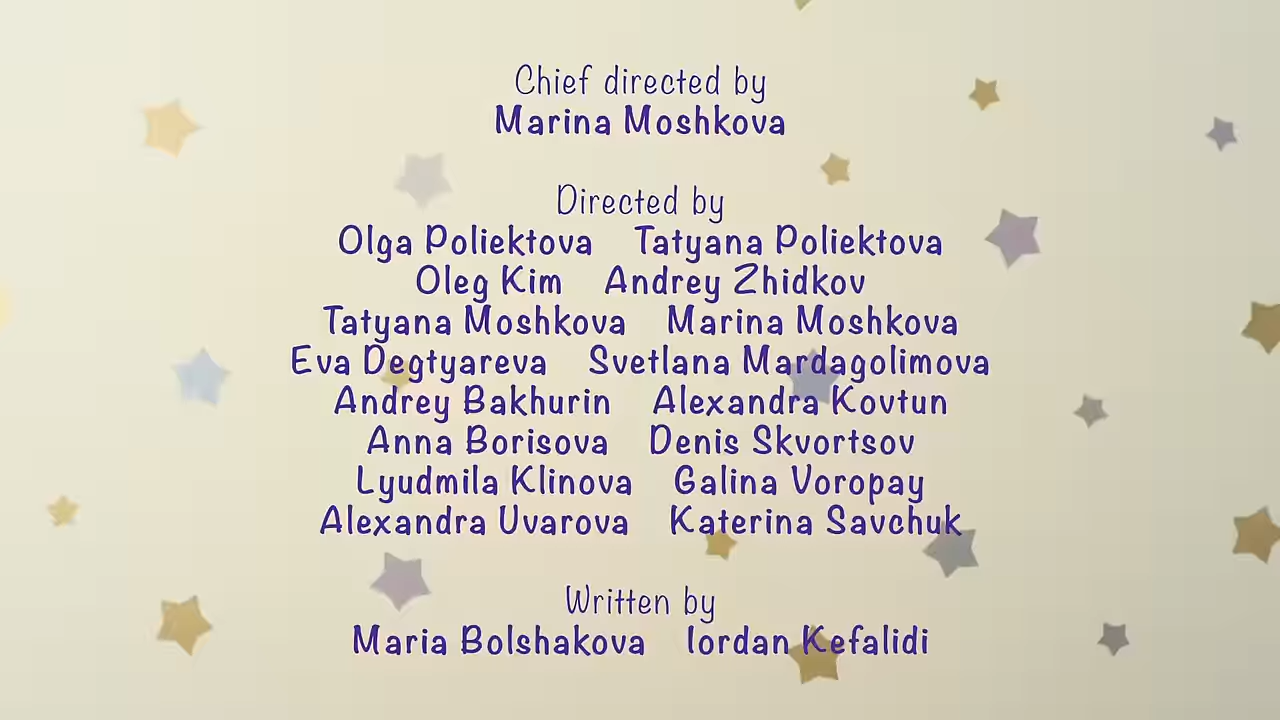 Chief directed by
Marina Moshkova
Directed by
Olga Poliektova Tatyana Poliektova
Oleg Kim Andrey Zhidkov
Tatyana Moshkova Marina Moshkova
Eva Degtyareva Svetlana Mardagolimova
Andrey Bakhurin Alexandra Kovtun
Anna Borisova Denis Skvortsov
Lyudmila Klinova Galina Voropay
Alexandra Uvarova Katerina Savchuk
Written by
Maria Bolshakova Iordan Kefalidi